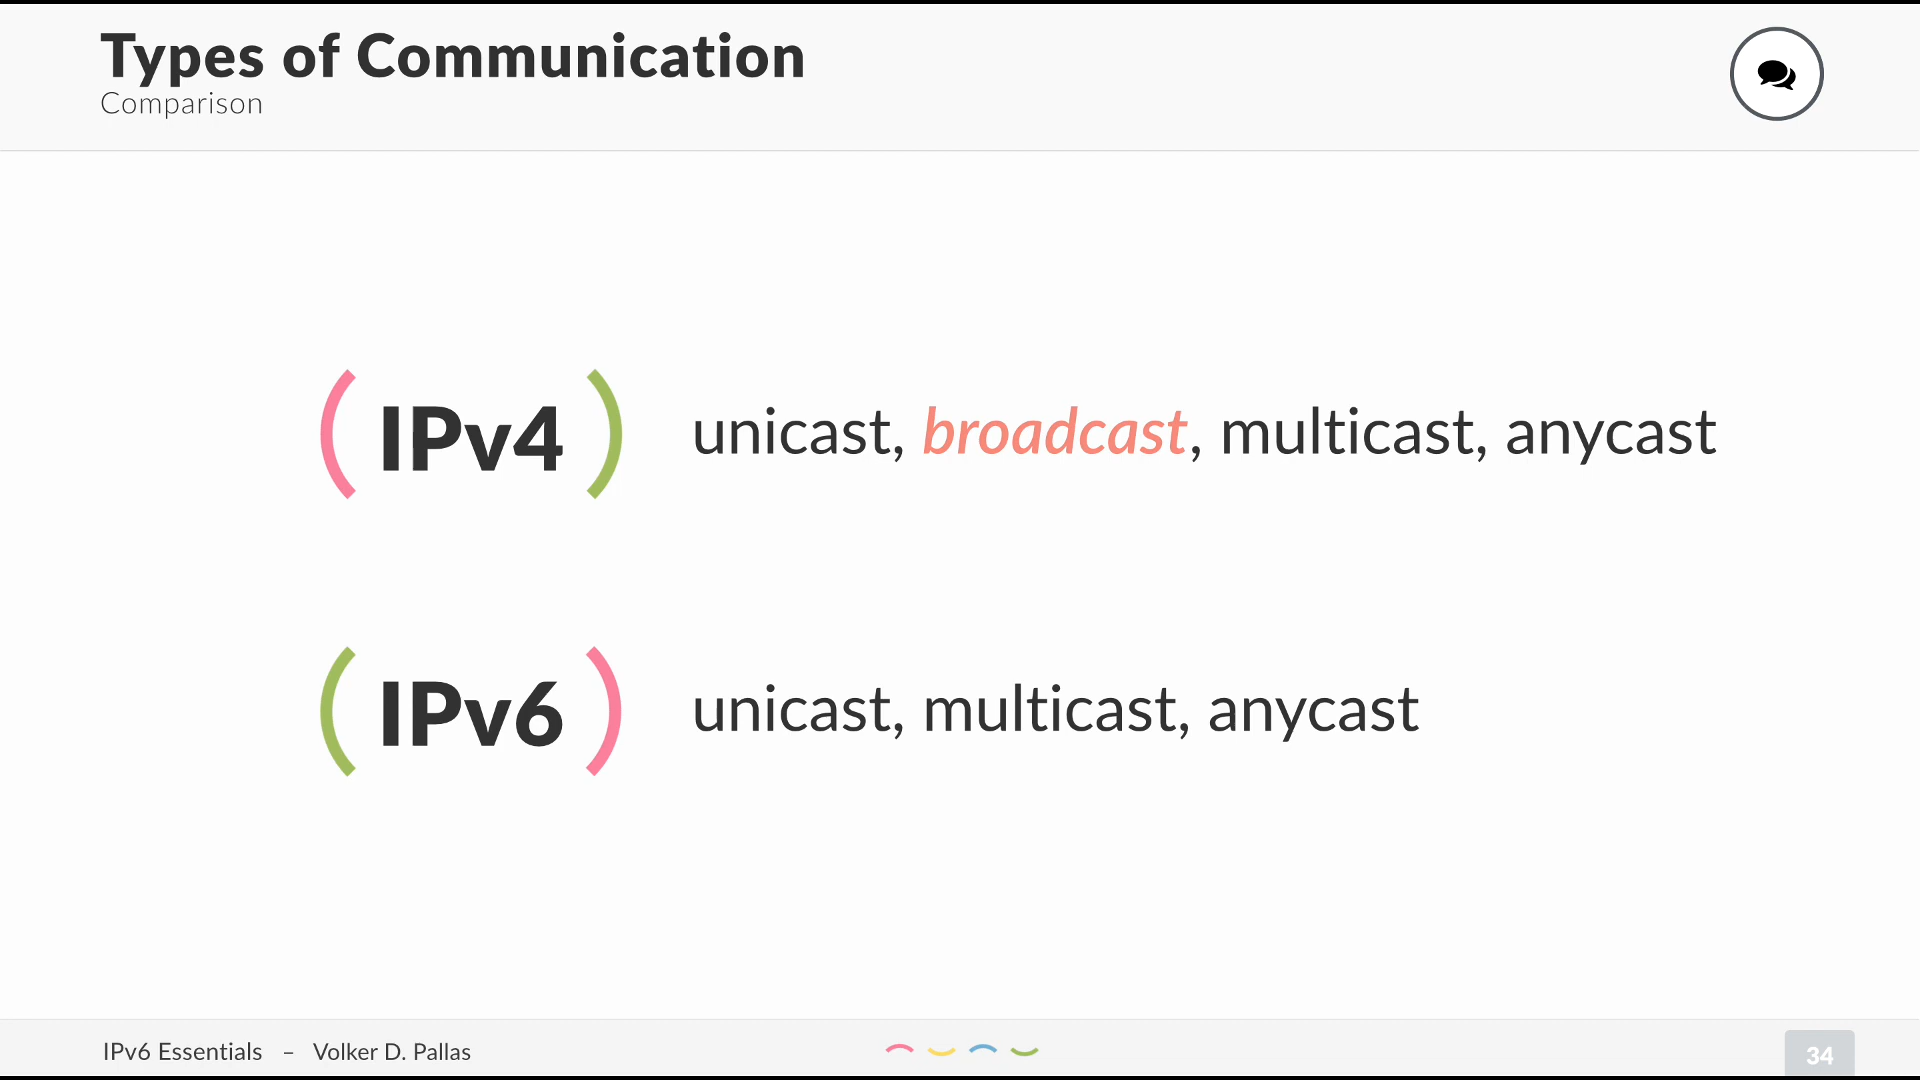 Types of Communication
Comparison
IPv4 unicast, broadcast, multicast, anycast
IPv6 unicast, multicast, anycast
IPv6 Essentials – Volker D. Pallas
34